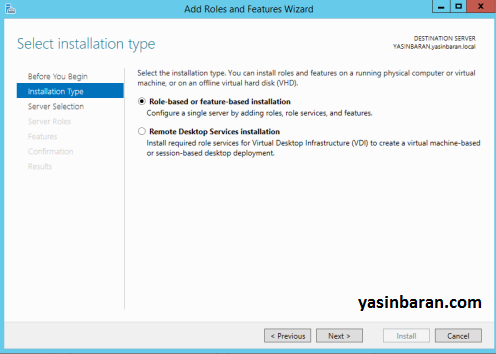 Add Roles and Features Wizard
Select installation type
DESTINATION SERVER
YASINBARAN.yasinbaran.local
Before You Begin
Installation Type
Server Selection
Server Roles
Features
Confirmation
Results
Select the installation type. You can install roles and features on a running physical computer or virtual
machine, or on an offline virtual hard disk (VHD).
Role-based or feature-based installation
Configure a single server by adding roles, role services, and features.
Remote Desktop Services installation
Install required role services for Virtual Desktop Infrastructure (VDI) to create a virtual machine-based
or session-based desktop deployment.
yasinbaran.com
< Previous
Next >
Install
Cancel